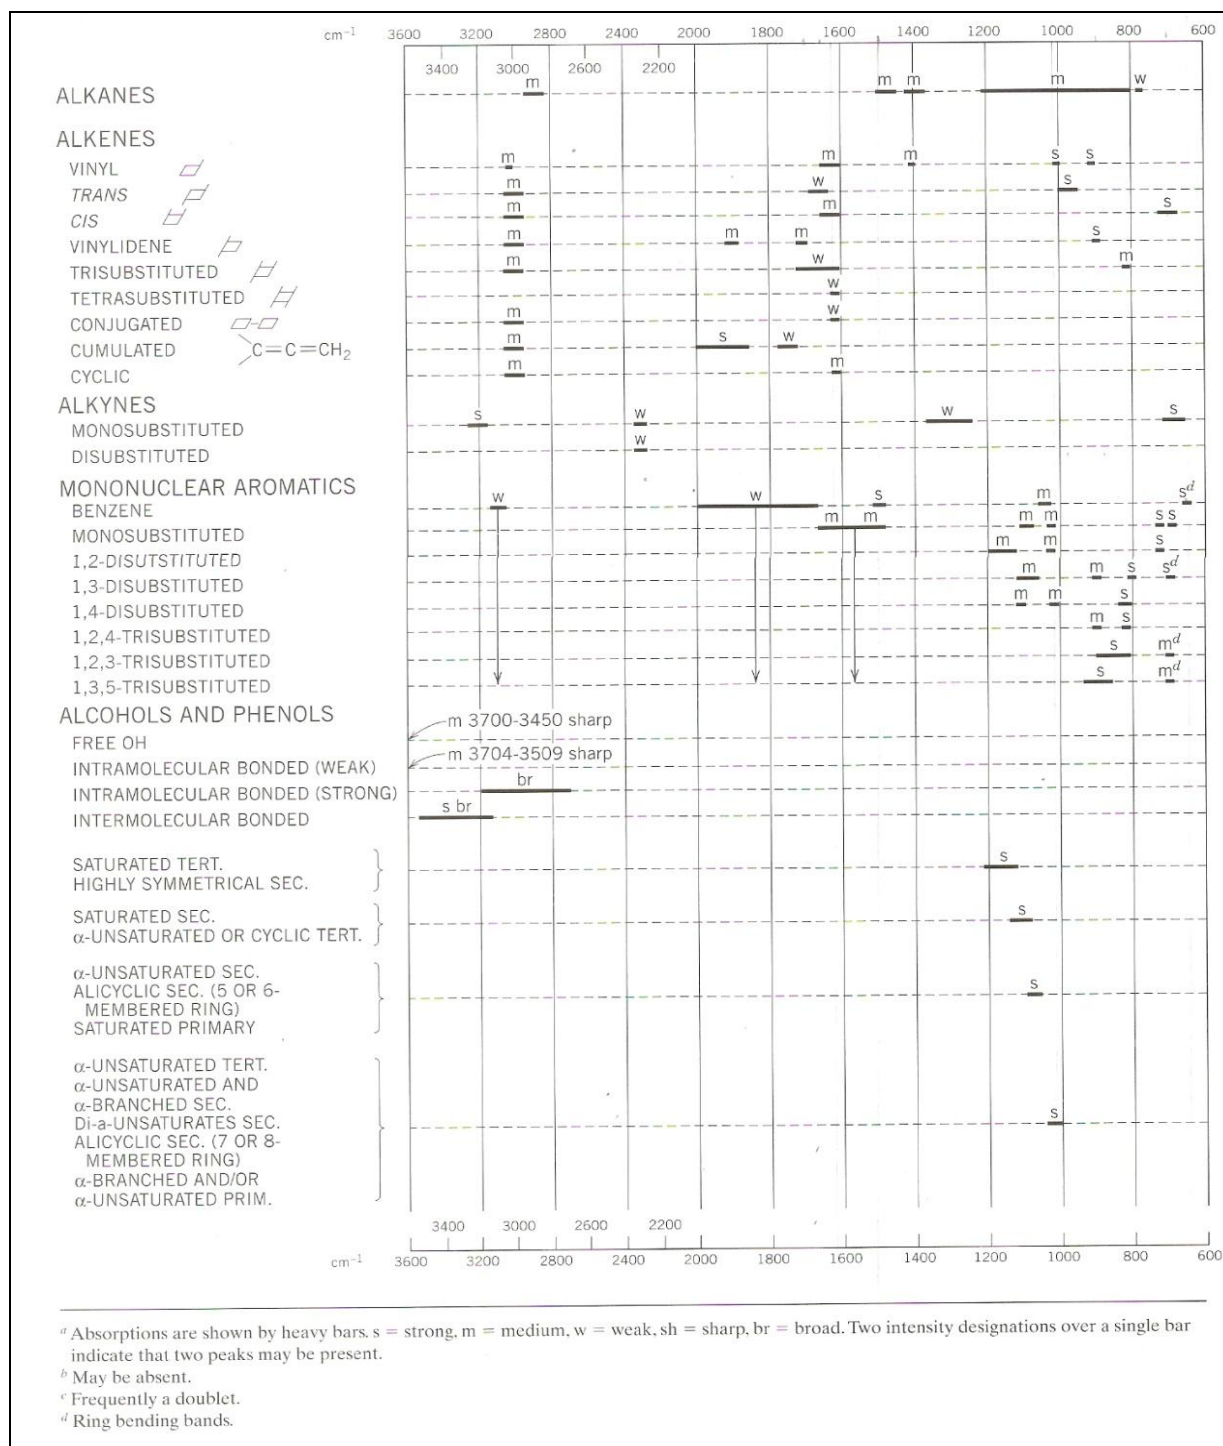 cm−1 3600 3200 2800 2400 2000 1800 1600 1400 1200 1000 800 600
3400 3000 2600 2200
m m m m w
ALKANES
ALKENES
m m m s s
VINYL
m w s
TRANS
m m s
CIS
m m m s
VINYLIDENE
m w m
TRISUBSTITUTED
w
TETRASUBSTITUTED
m w
CONJUGATED
m s w
CUMULATED C=C=CH2
m m
CYCLIC
ALKYNES
s w w s
MONOSUBSTITUTED
w
DISUBSTITUTED
MONONUCLEAR AROMATICS
w w s m sd
BENZENE
m m m m s s
MONOSUBSTITUTED
m m s
1,2-DISUTSTITUTED
m m s sd
1,3-DISUBSTITUTED
m m s
1,4-DISUBSTITUTED
m s
1,2,4-TRISUBSTITUTED
s md
1,2,3-TRISUBSTITUTED
s md
1,3,5-TRISUBSTITUTED
ALCOHOLS AND PHENOLS
m 3700-3450 sharp
FREE OH
m 3704-3509 sharp
INTRAMOLECULAR BONDED (WEAK)
br
INTRAMOLECULAR BONDED (STRONG)
s br
INTERMOLECULAR BONDED
s
SATURATED TERT.
HIGHLY SYMMETRICAL SEC.
s
SATURATED SEC.
α-UNSATURATED OR CYCLIC TERT.
α-UNSATURATED SEC.
s
ALICYCLIC SEC. (5 OR 6-
MEMBERED RING)
SATURATED PRIMARY
α-UNSATURATED TERT.
α-UNSATURATED AND
α-BRANCHED SEC.
s
Di-a-UNSATURATES SEC.
ALICYCLIC SEC. (7 OR 8-
MEMBERED RING)
α-BRANCHED AND/OR
α-UNSATURATED PRIM.
3400 3000 2600 2200
cm−1 3600 3200 2800 2400 2000 1800 1600 1400 1200 1000 800 600
a Absorptions are shown by heavy bars. s = strong, m = medium, w = weak, sh = sharp, br = broad. Two intensity designations over a single bar
indicate that two peaks may be present.
b May be absent.
c Frequently a doublet.
d Ring bending bands.